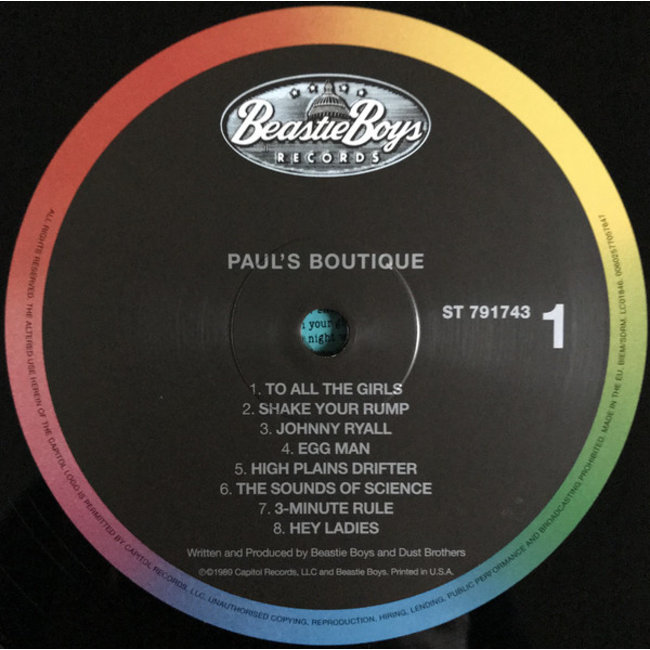 Beastie Boys
RECORDS
PAUL'S BOUTIQUE
ST 791743 1
your
night
1. TO ALL THE GIRLS
2. SHAKE YOUR RUMP
3. JOHNNY RYALL
4. EGG MAN
5. HIGH PLAINS DRIFTER
6. THE SOUNDS OF SCIENCE
7. 3-MINUTE RULE
8. HEY LADIES
Written and Produced by Beastie Boys and Dust Brothers
℗©1989 Capitol Records, LLC and Beastie Boys. Printed in U.S.A.
ALL RIGHTS RESERVED. THE ALTERED USE HEREIN OF THE CAPITOL LOGO IS PERMITTED BY CAPITOL RECORDS, LLC. UNAUTHORISED COPYING, REPRODUCTION, HIRING, LENDING, PUBLIC PERFORMANCE AND BROADCASTING PROHIBITED. MADE IN THE EU. BIEM/SDRM. LC01846.